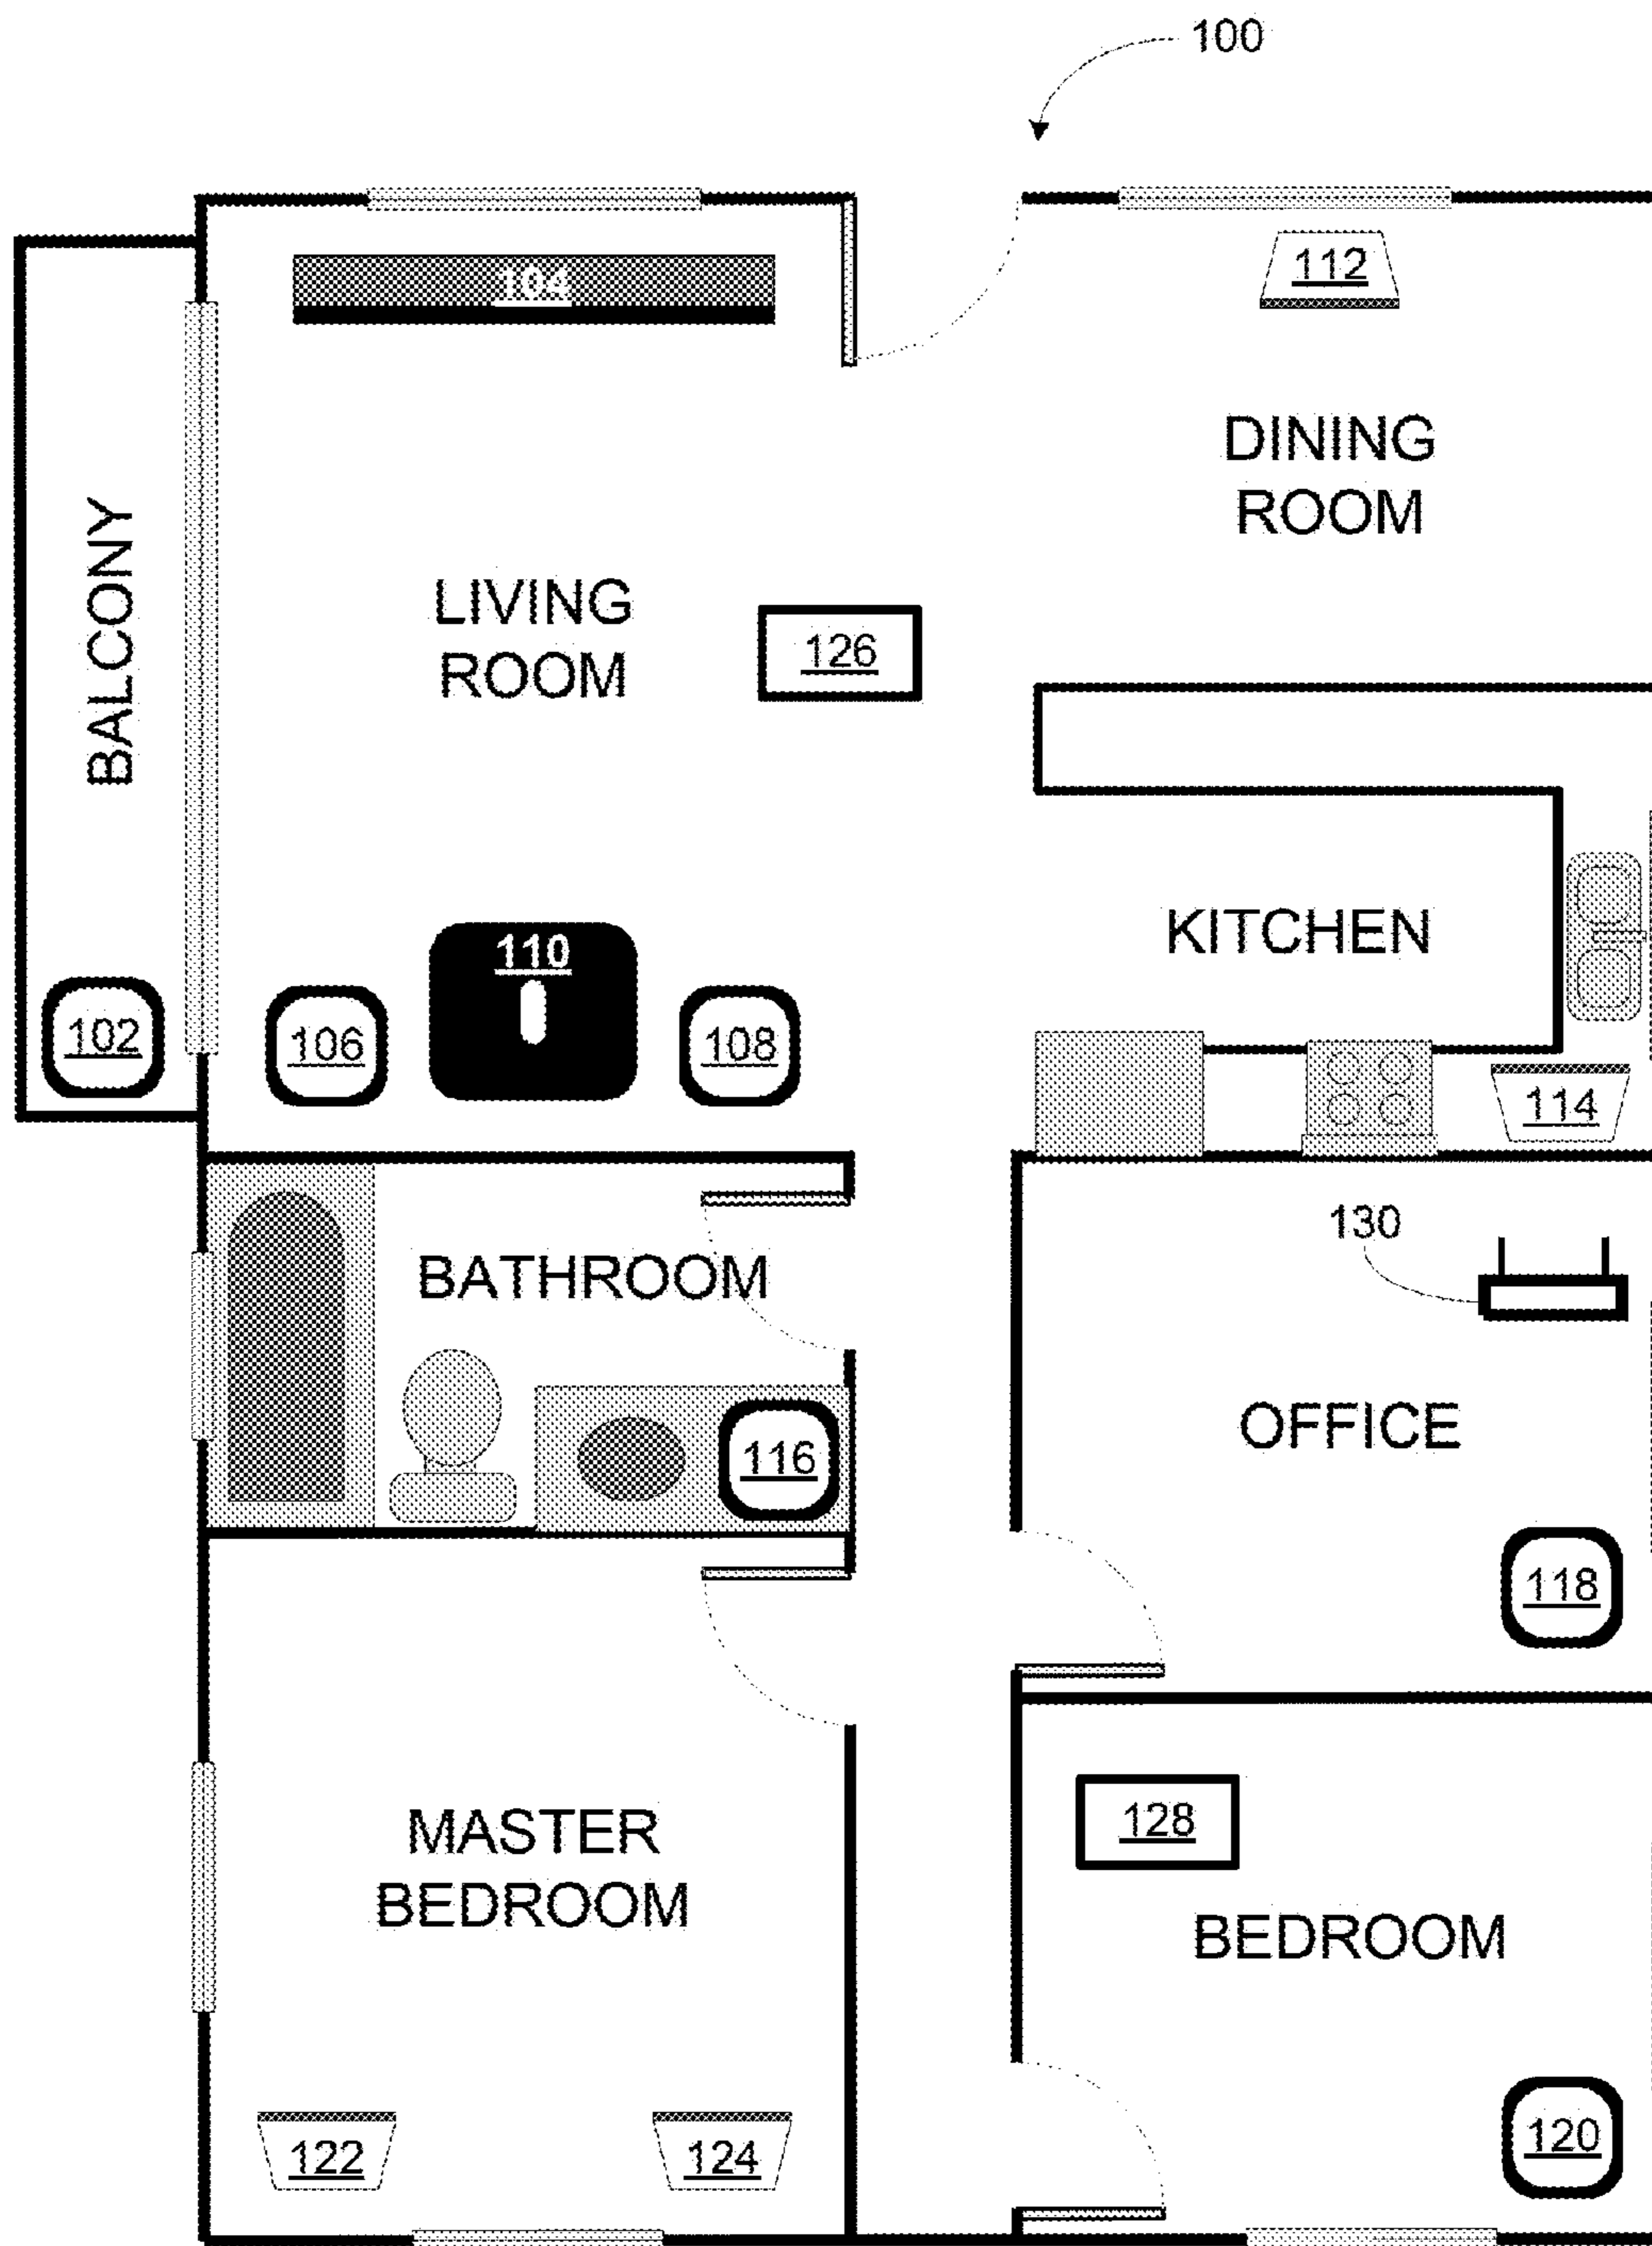 100
104
112
DINING
ROOM
BALCONY
LIVING
ROOM
126
KITCHEN
110
102
106
108
114
130
BATHROOM
OFFICE
116
118
128
MASTER
BEDROOM
BEDROOM
122
124
120